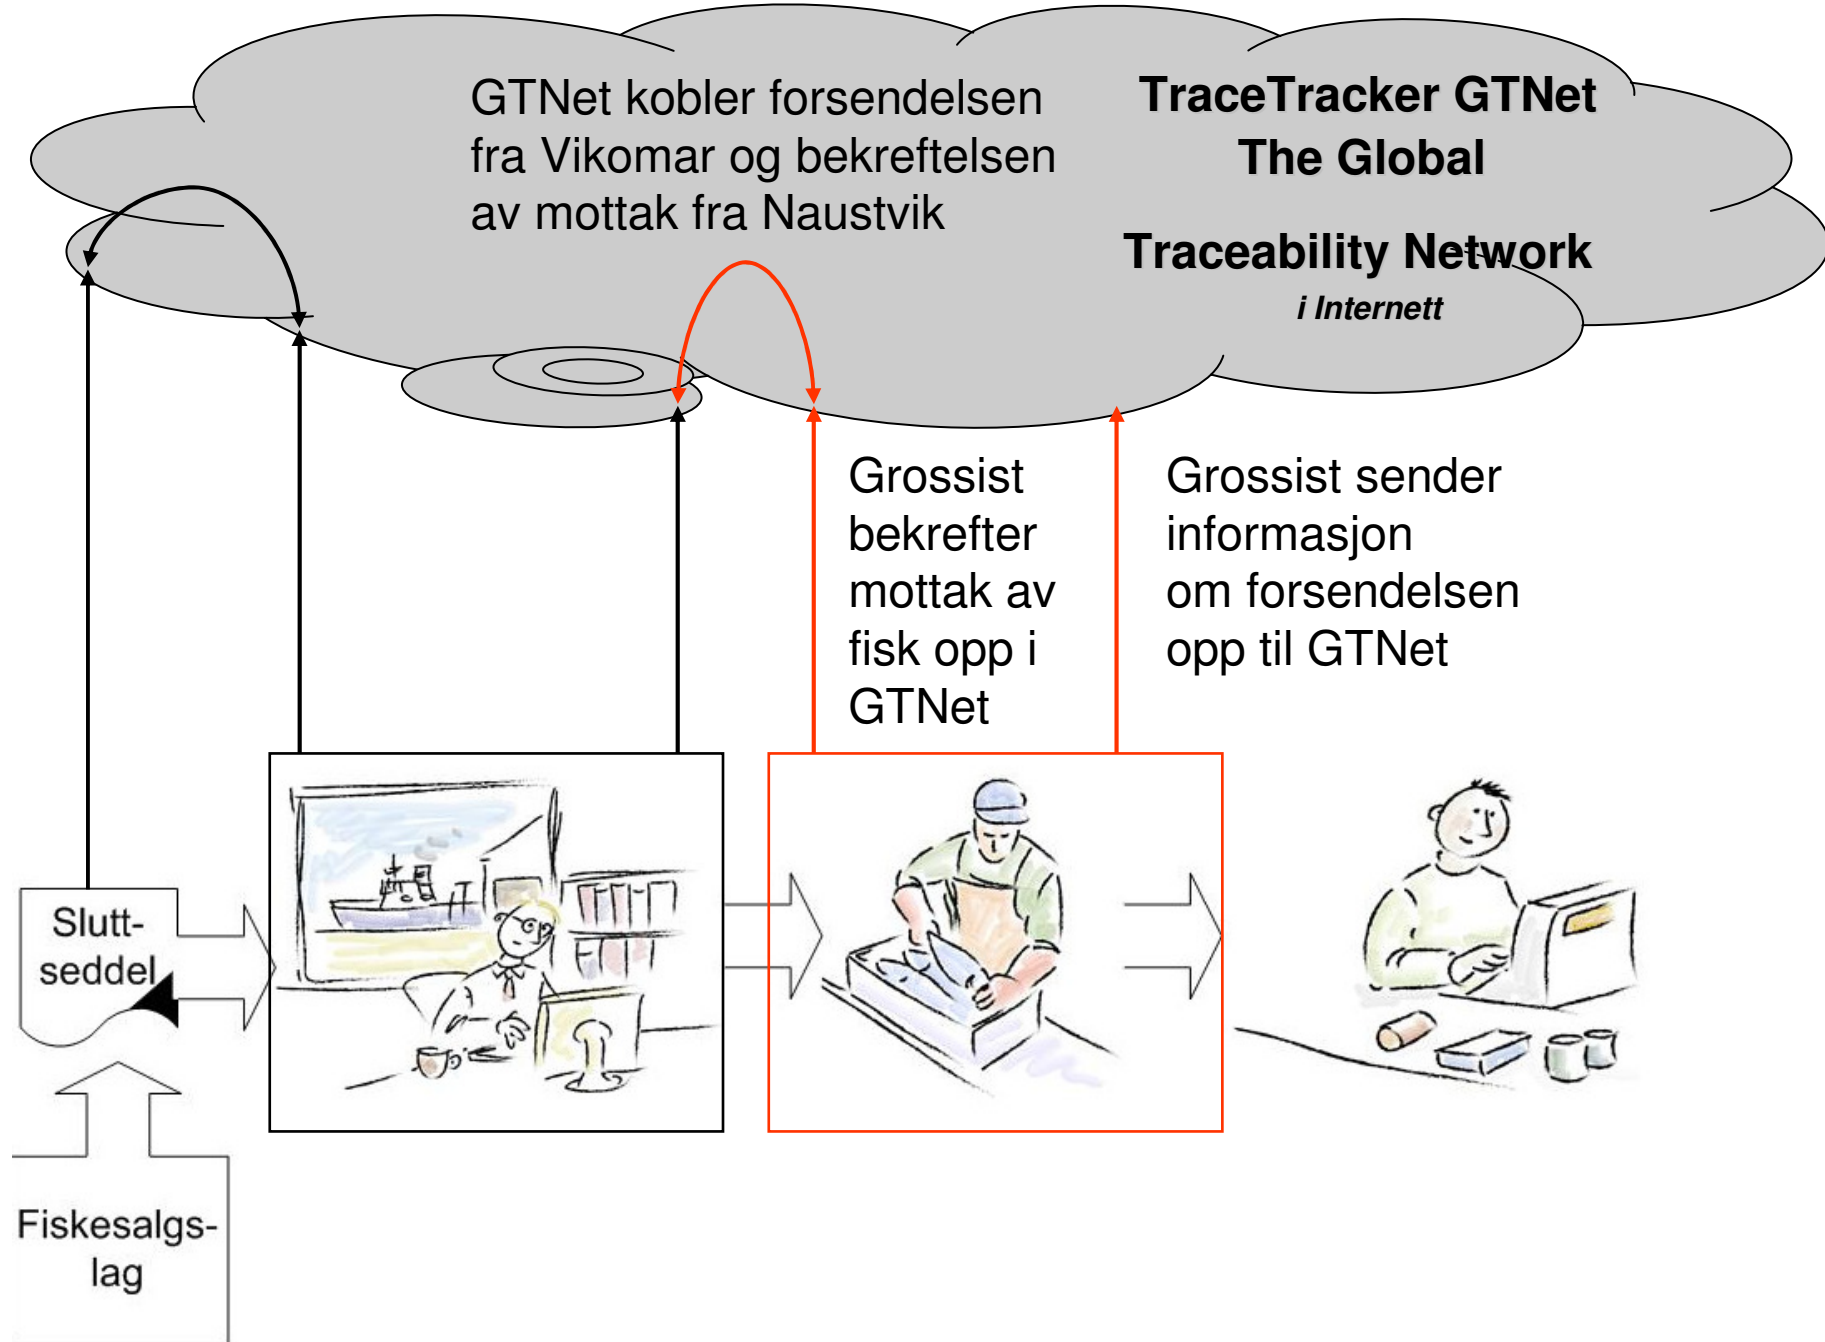 GTNet kobler forsendelsen
fra Vikomar og bekreftelsen
av mottak fra Naustvik
TraceTracker GTNet
The Global
Traceability Network
i Internett
Grossist
bekrefter
mottak av
fisk opp i
GTNet
Grossist sender
informasjon
om forsendelsen
opp til GTNet
Slutt-
seddel
Fiskesalgs-
lag